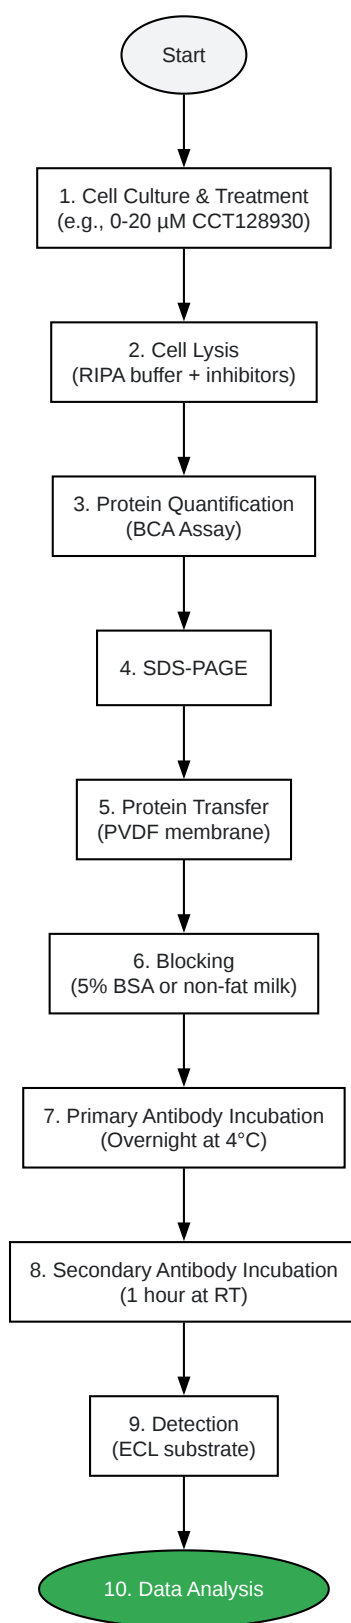 Start
1. Cell Culture & Treatment
(e.g., 0-20 µM CCT128930)
2. Cell Lysis
(RIPA buffer + inhibitors)
3. Protein Quantification
(BCA Assay)
4. SDS-PAGE
5. Protein Transfer
(PVDF membrane)
6. Blocking
(5% BSA or non-fat milk)
7. Primary Antibody Incubation
(Overnight at 4°C)
8. Secondary Antibody Incubation
(1 hour at RT)
9. Detection
(ECL substrate)
10. Data Analysis